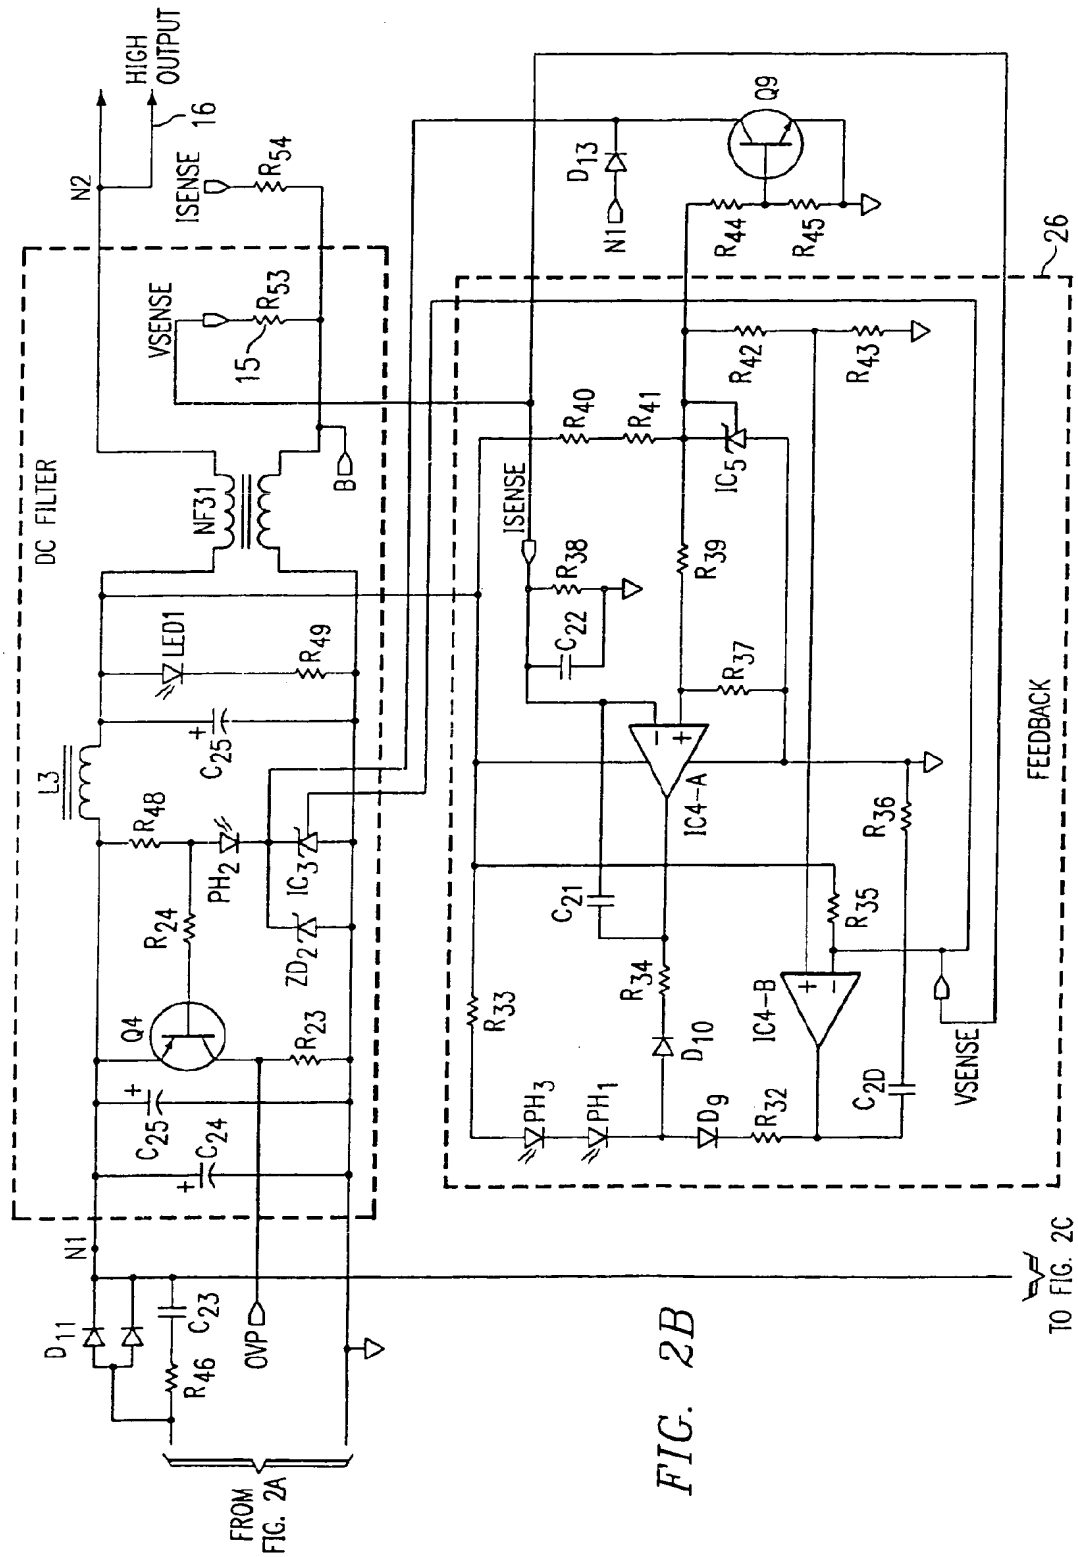 HIGH
OUTPUT
16
N2
ISENSE
R54
DC FILTER
VSENSE
R53
15
NF31
B
LED1
R49
L3
C25
+
R48
PH2
IC3
R24
ZD2
Q4
R23
+
C25
+
C24
N1
D11
C23
R46
OVP
FROM
FIG. 2A
Q9
D13
N1
R44
R45
26
R42
R43
R40
R41
IC5
ISENSE
R38
C22
R39
R37
FEEDBACK
-
+
IC4-A
R36
C21
R35
R34
R33
+
-
IC4-B
D10
VSENSE
C2D
PH3
PH1
D9
R32
TO FIG. 2C
FIG. 2B